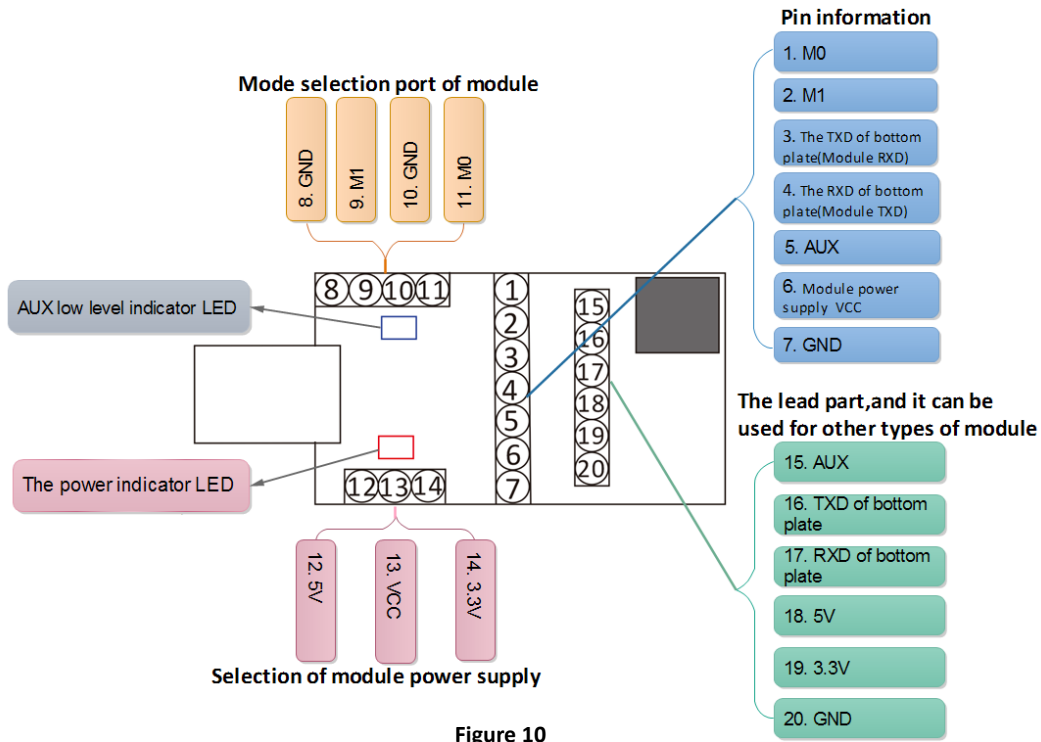 Pin information
1. M0
2. M1
3. The TXD of bottom
plate(Module RXD)
4. The RXD of bottom
plate(Module TXD)
5. AUX
6. Module power
supply VCC
7. GND
Mode selection port of module
8. GND
9. M1
10. GND
11. M0
AUX low level indicator LED
The power indicator LED
8 9 10 11
1
2
3
4
5
6
7
15
16
17
18
19
20
12 13 14
12. 5V
13. VCC
14. 3.3V
Selection of module power supply
The lead part,and it can be
used for other types of module
15. AUX
16. TXD of bottom
plate
17. RXD of bottom
plate
18. 5V
19. 3.3V
20. GND
Figure 10